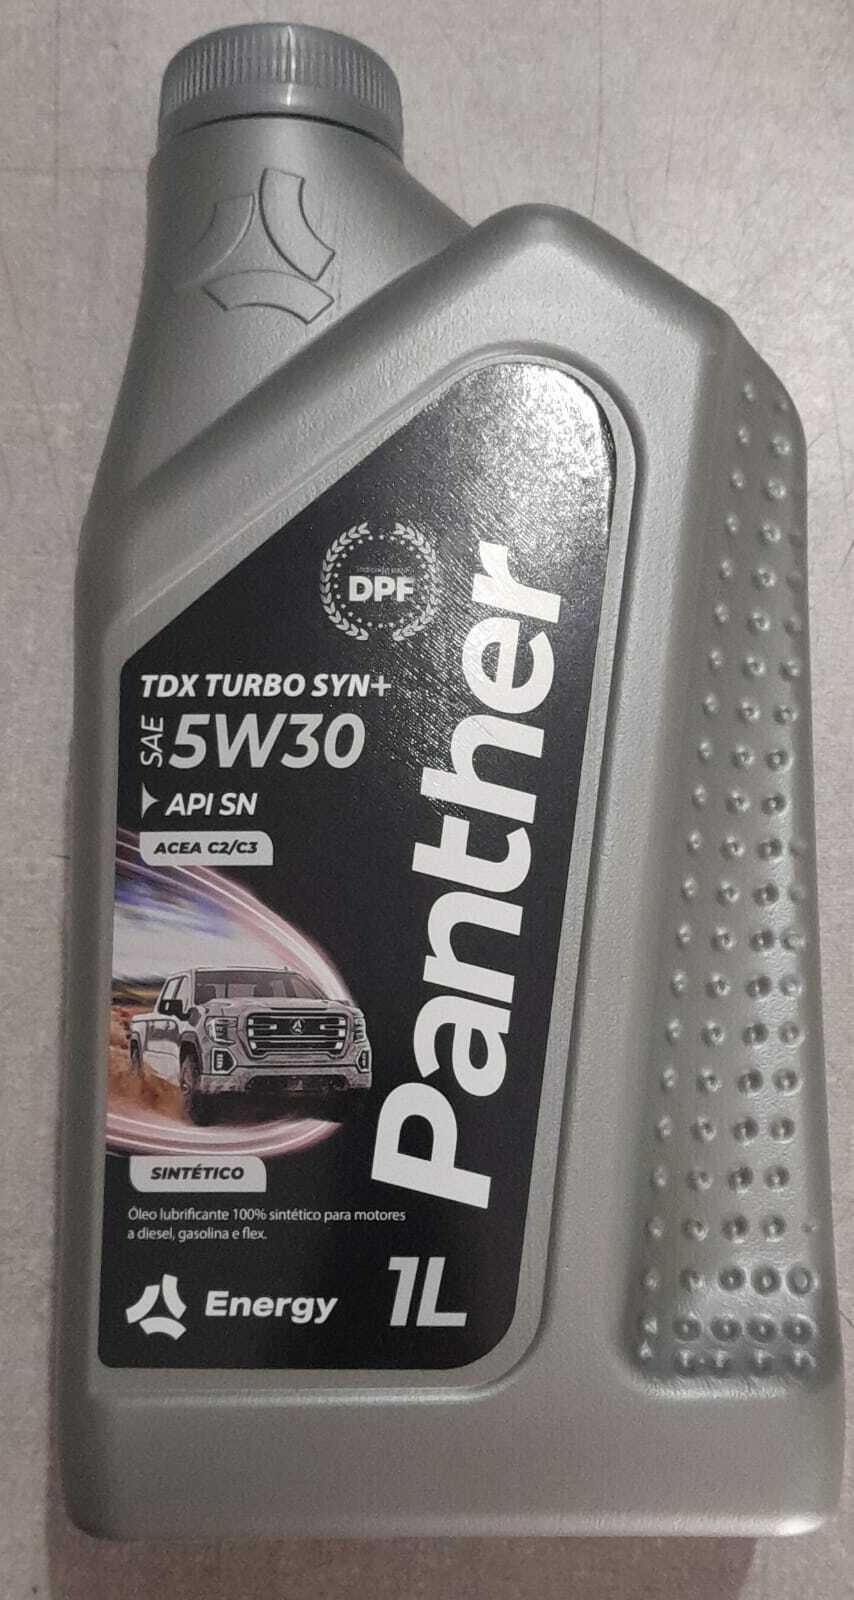 DPF
TDX TURBO SYN+
SAE 5W30
API SN
ACEA C2/C3
Panther
SINTÉTICO
Óleo lubrificante 100% sintético para motores
a diesel, gasolina e flex.
Energy
1L